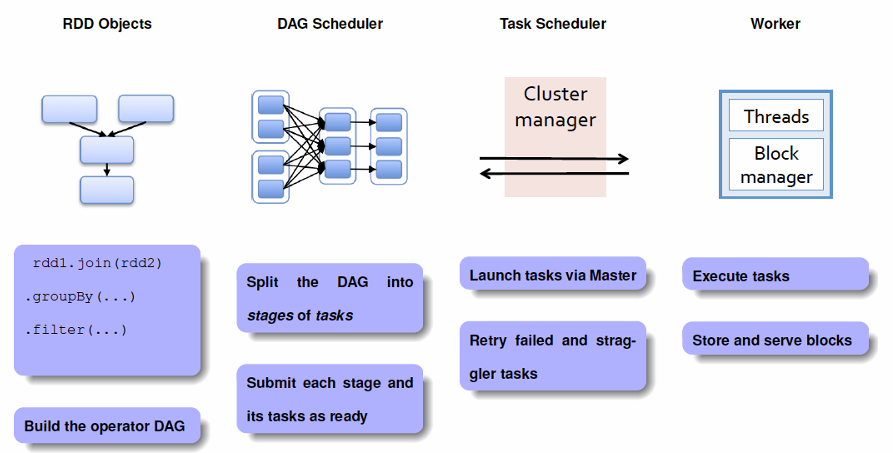 RDD Objects
DAG Scheduler
Task Scheduler
Worker
Cluster
manager
Threads
Block
manager
rdd1.join(rdd2)
.groupBy(...)
.filter(...)
Build the operator DAG
Split the DAG into
stages of tasks
Submit each stage and
its tasks as ready
Launch tasks via Master
Retry failed and strag-
gler tasks
Execute tasks
Store and serve blocks